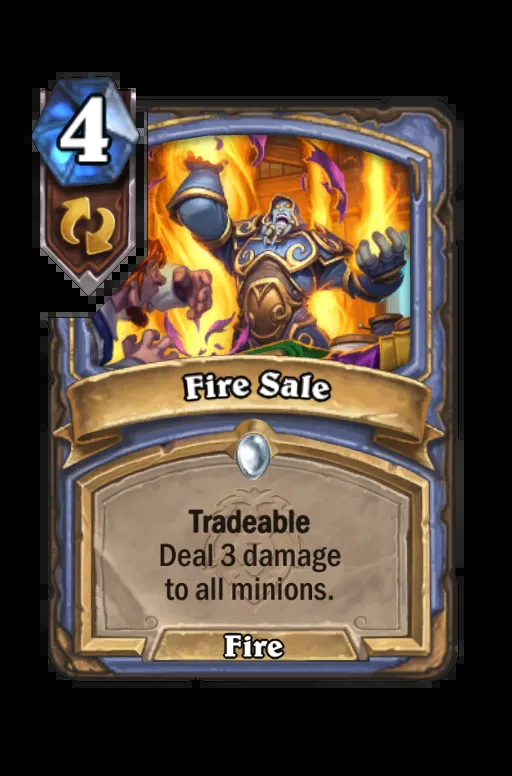 4
Fire Sale
Tradeable
Deal 3 damage
to all minions.
Fire